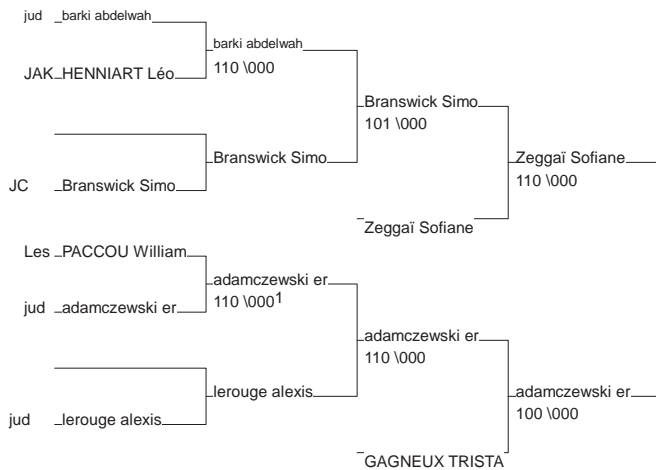 jud barki abdelwah
barki abdelwah
JAK HENNIART Léo
110 \000
Branswick Simo
101 \000
Branswick Simo
Zeggaï Sofiane
JC Branswick Simo
110 \000
Zeggaï Sofiane
Les PACCOU William
adamczewski er
jud adamczewski er
110 \0001
adamczewski er
110 \000
lerouge alexis
adamczewski er
100 \000
jud lerouge alexis
GAGNEUX TRISTA